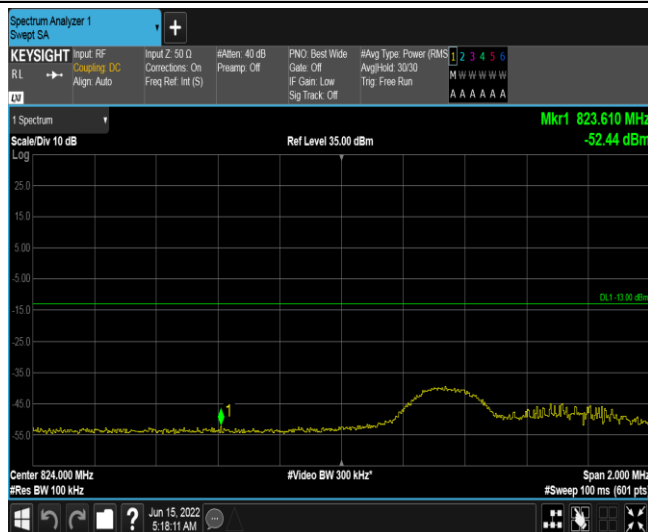 Spectrum Analyzer 1
Swept SA
+
KEYSIGHT
RL
LXI
Input: RF
Coupling: DC
Align: Auto
Input Z: 50 Ω
Corrections: On
Freq Ref: Int (S)
#Atten: 40 dB
Preamp: Off
PNO: Best Wide
Gate: Off
IF Gain: Low
Sig Track: Off
#Avg Type: Power (RMS
Avg|Hold: 30/30
Trig: Free Run
1 2 3 4 5 6
M W W W W W
A A A A A A
1 Spectrum
Scale/Div 10 dB
Log
Ref Level 35.00 dBm
Mkr1 823.610 MHz
-52.44 dBm
25.0
15.0
5.00
-5.00
DL1 -13.00 dBm
-15.0
-25.0
-35.0
-45.0
1
-55.0
Center 824.000 MHz
#Video BW 300 kHz*
Span 2.000 MHz
#Res BW 100 kHz
#Sweep 100 ms (601 pts)
?
Jun 15, 2022
5:18:11 AM